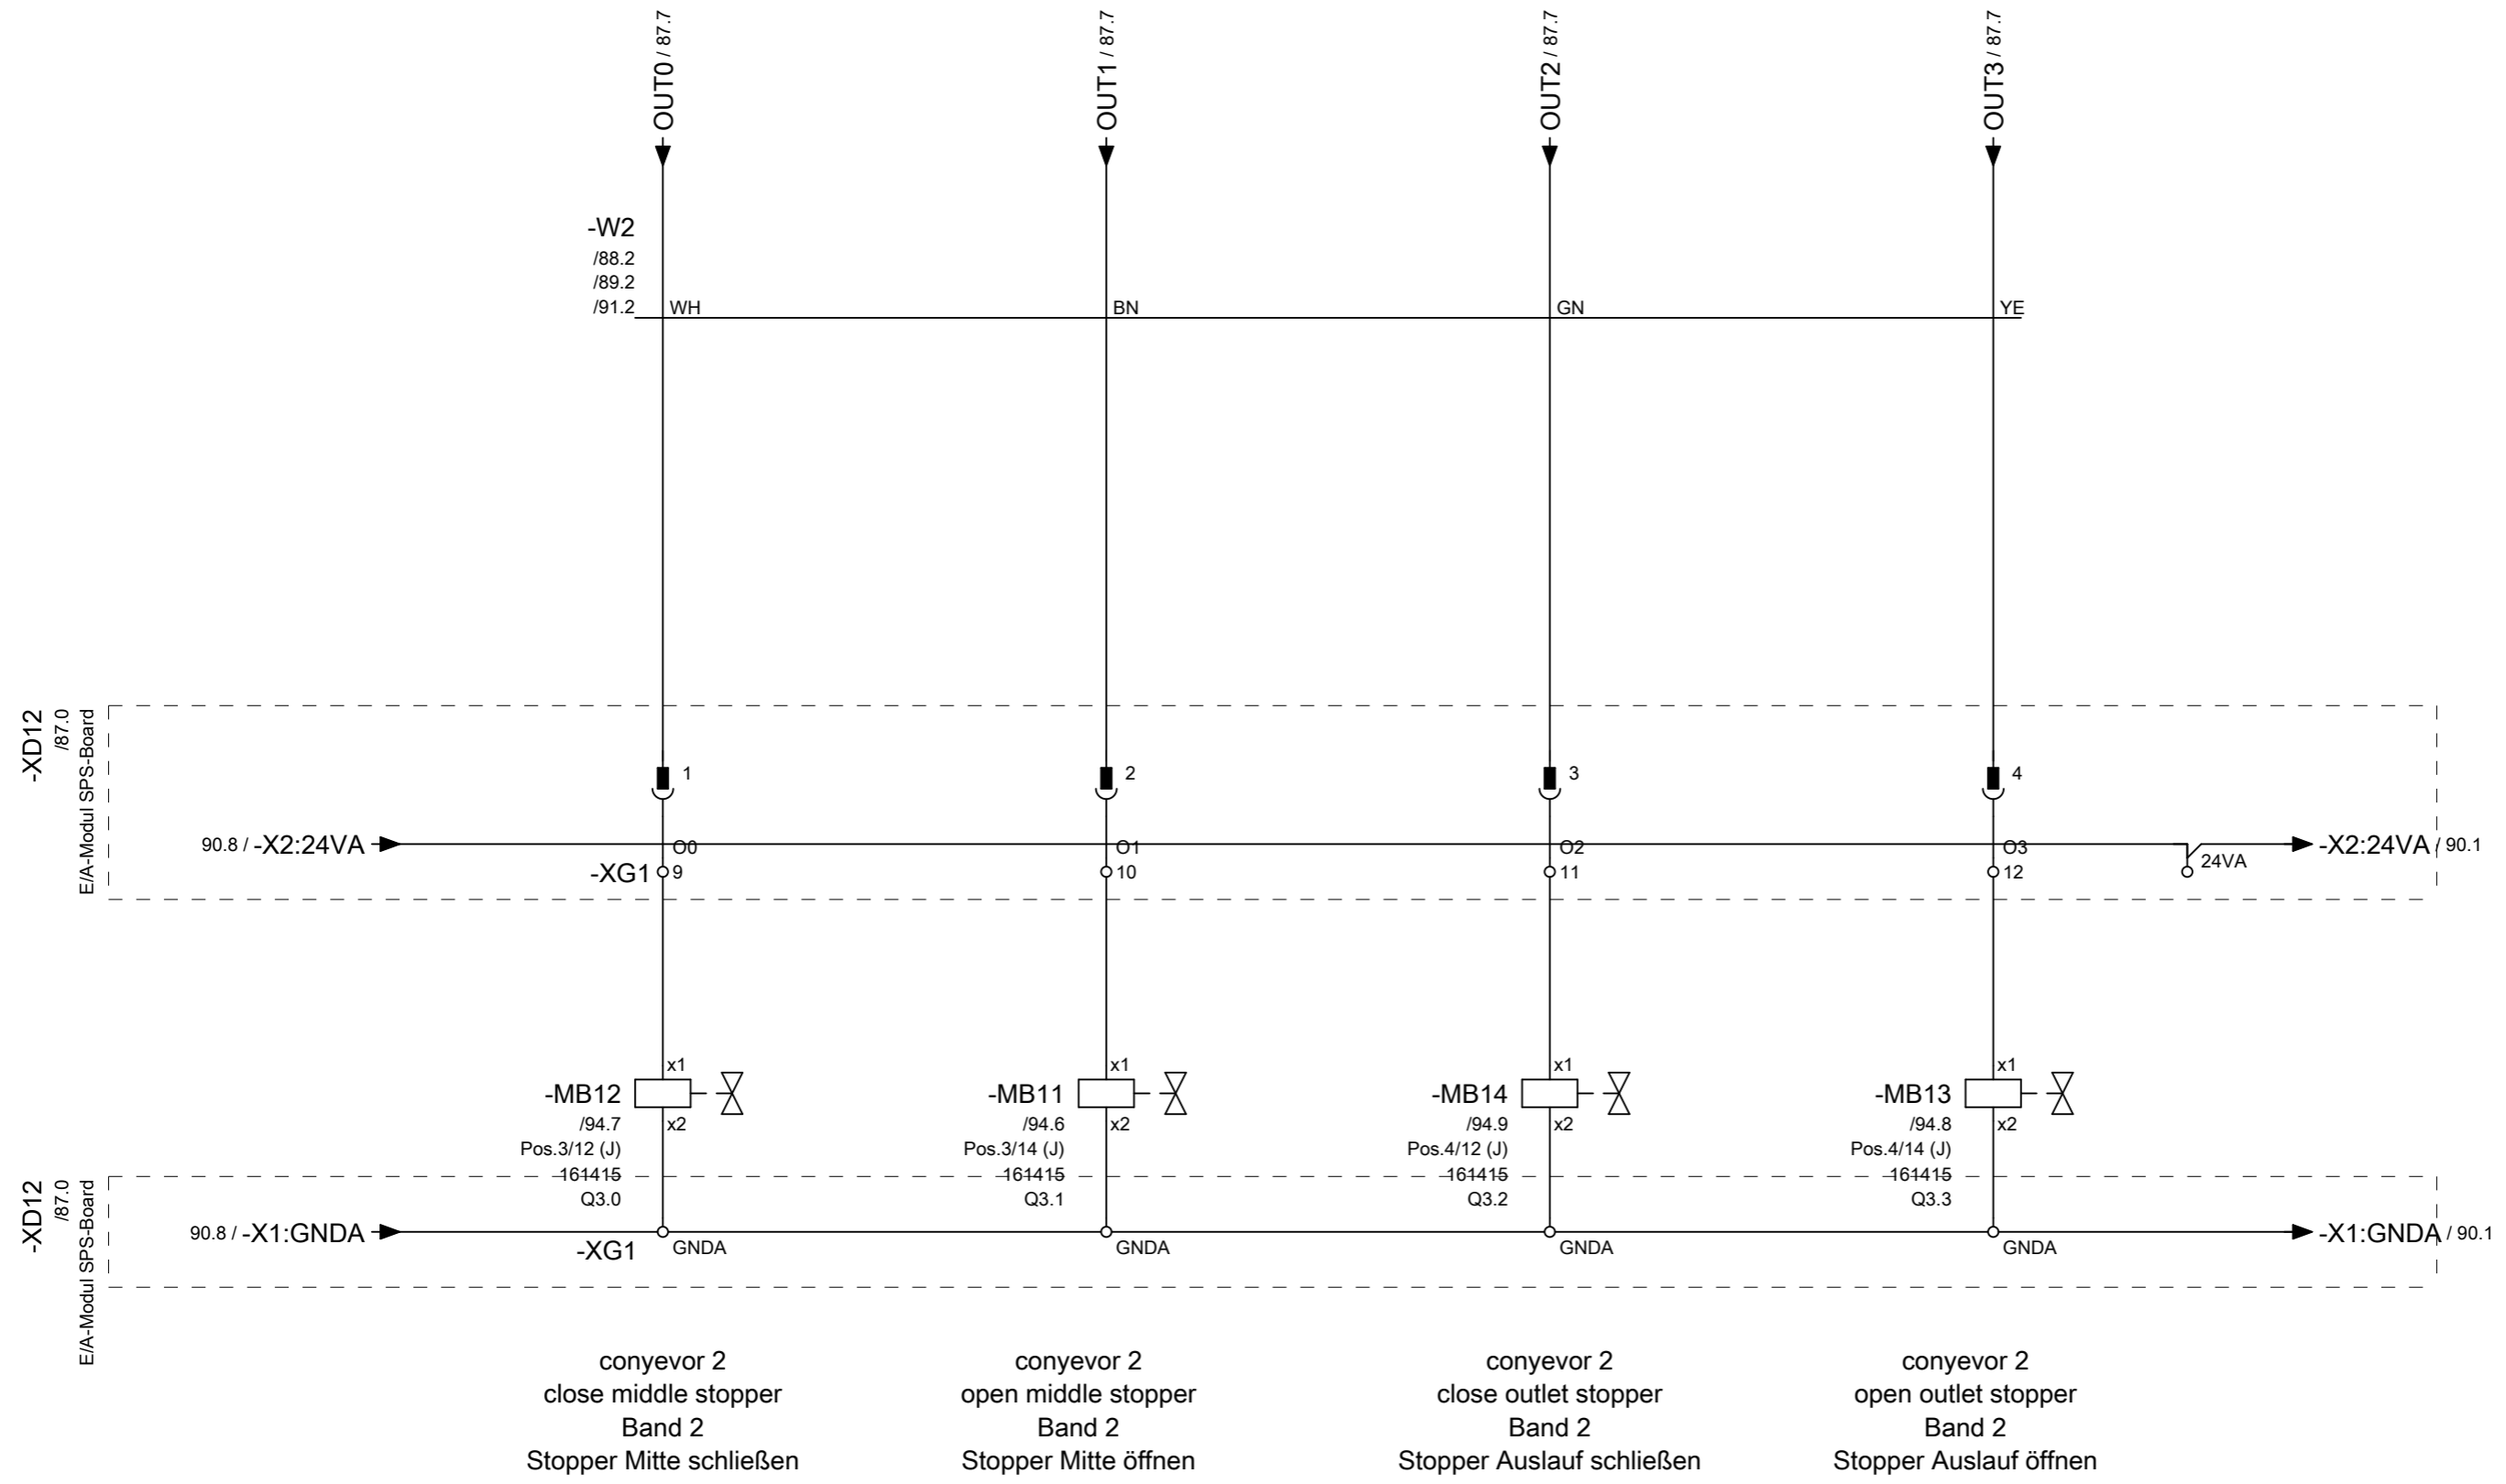 OUT0 / 87.7
OUT1 / 87.7
OUT2 / 87.7
OUT3 / 87.7
-W2
/88.2
/89.2
/91.2
WH
BN
GN
YE
-XD12
/87.0
E/A-Modul SPS-Board
1
2
3
4
90.8 / -X2:24VA
O0
O1
O2
O3
-X2:24VA / 90.1
-XG1
9
10
11
12
24VA
x1
-MB12
/94.7
x2
Pos.3/12 (J)
161415
Q3.0
x1
-MB11
/94.6
x2
Pos.3/14 (J)
161415
Q3.1
x1
-MB14
/94.9
x2
Pos.4/12 (J)
161415
Q3.2
x1
-MB13
/94.8
x2
Pos.4/14 (J)
161415
Q3.3
-XD12
/87.0
E/A-Modul SPS-Board
90.8 / -X1:GNDA
-XG1
GNDA
GNDA
GNDA
GNDA
-X1:GNDA / 90.1
conyevor 2
close middle stopper
Band 2
Stopper Mitte schließen
conyevor 2
open middle stopper
Band 2
Stopper Mitte öffnen
conyevor 2
close outlet stopper
Band 2
Stopper Auslauf schließen
conyevor 2
open outlet stopper
Band 2
Stopper Auslauf öffnen